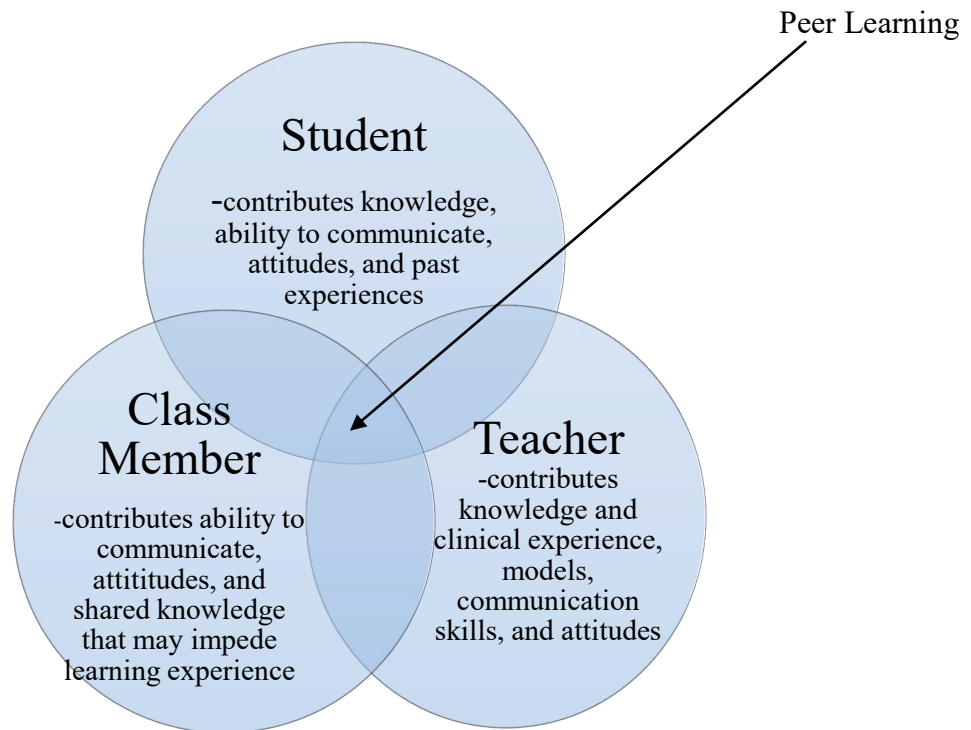 Peer Learning
Student
-contributes knowledge,
ability to communicate,
attitudes, and past
experiences
Class
Member
-contributes ability to
communicate,
attititudes, and
shared knowledge
that may impede
learning experience
Teacher
-contributes
knowledge and
clinical experience,
models,
communication
skills, and attitudes